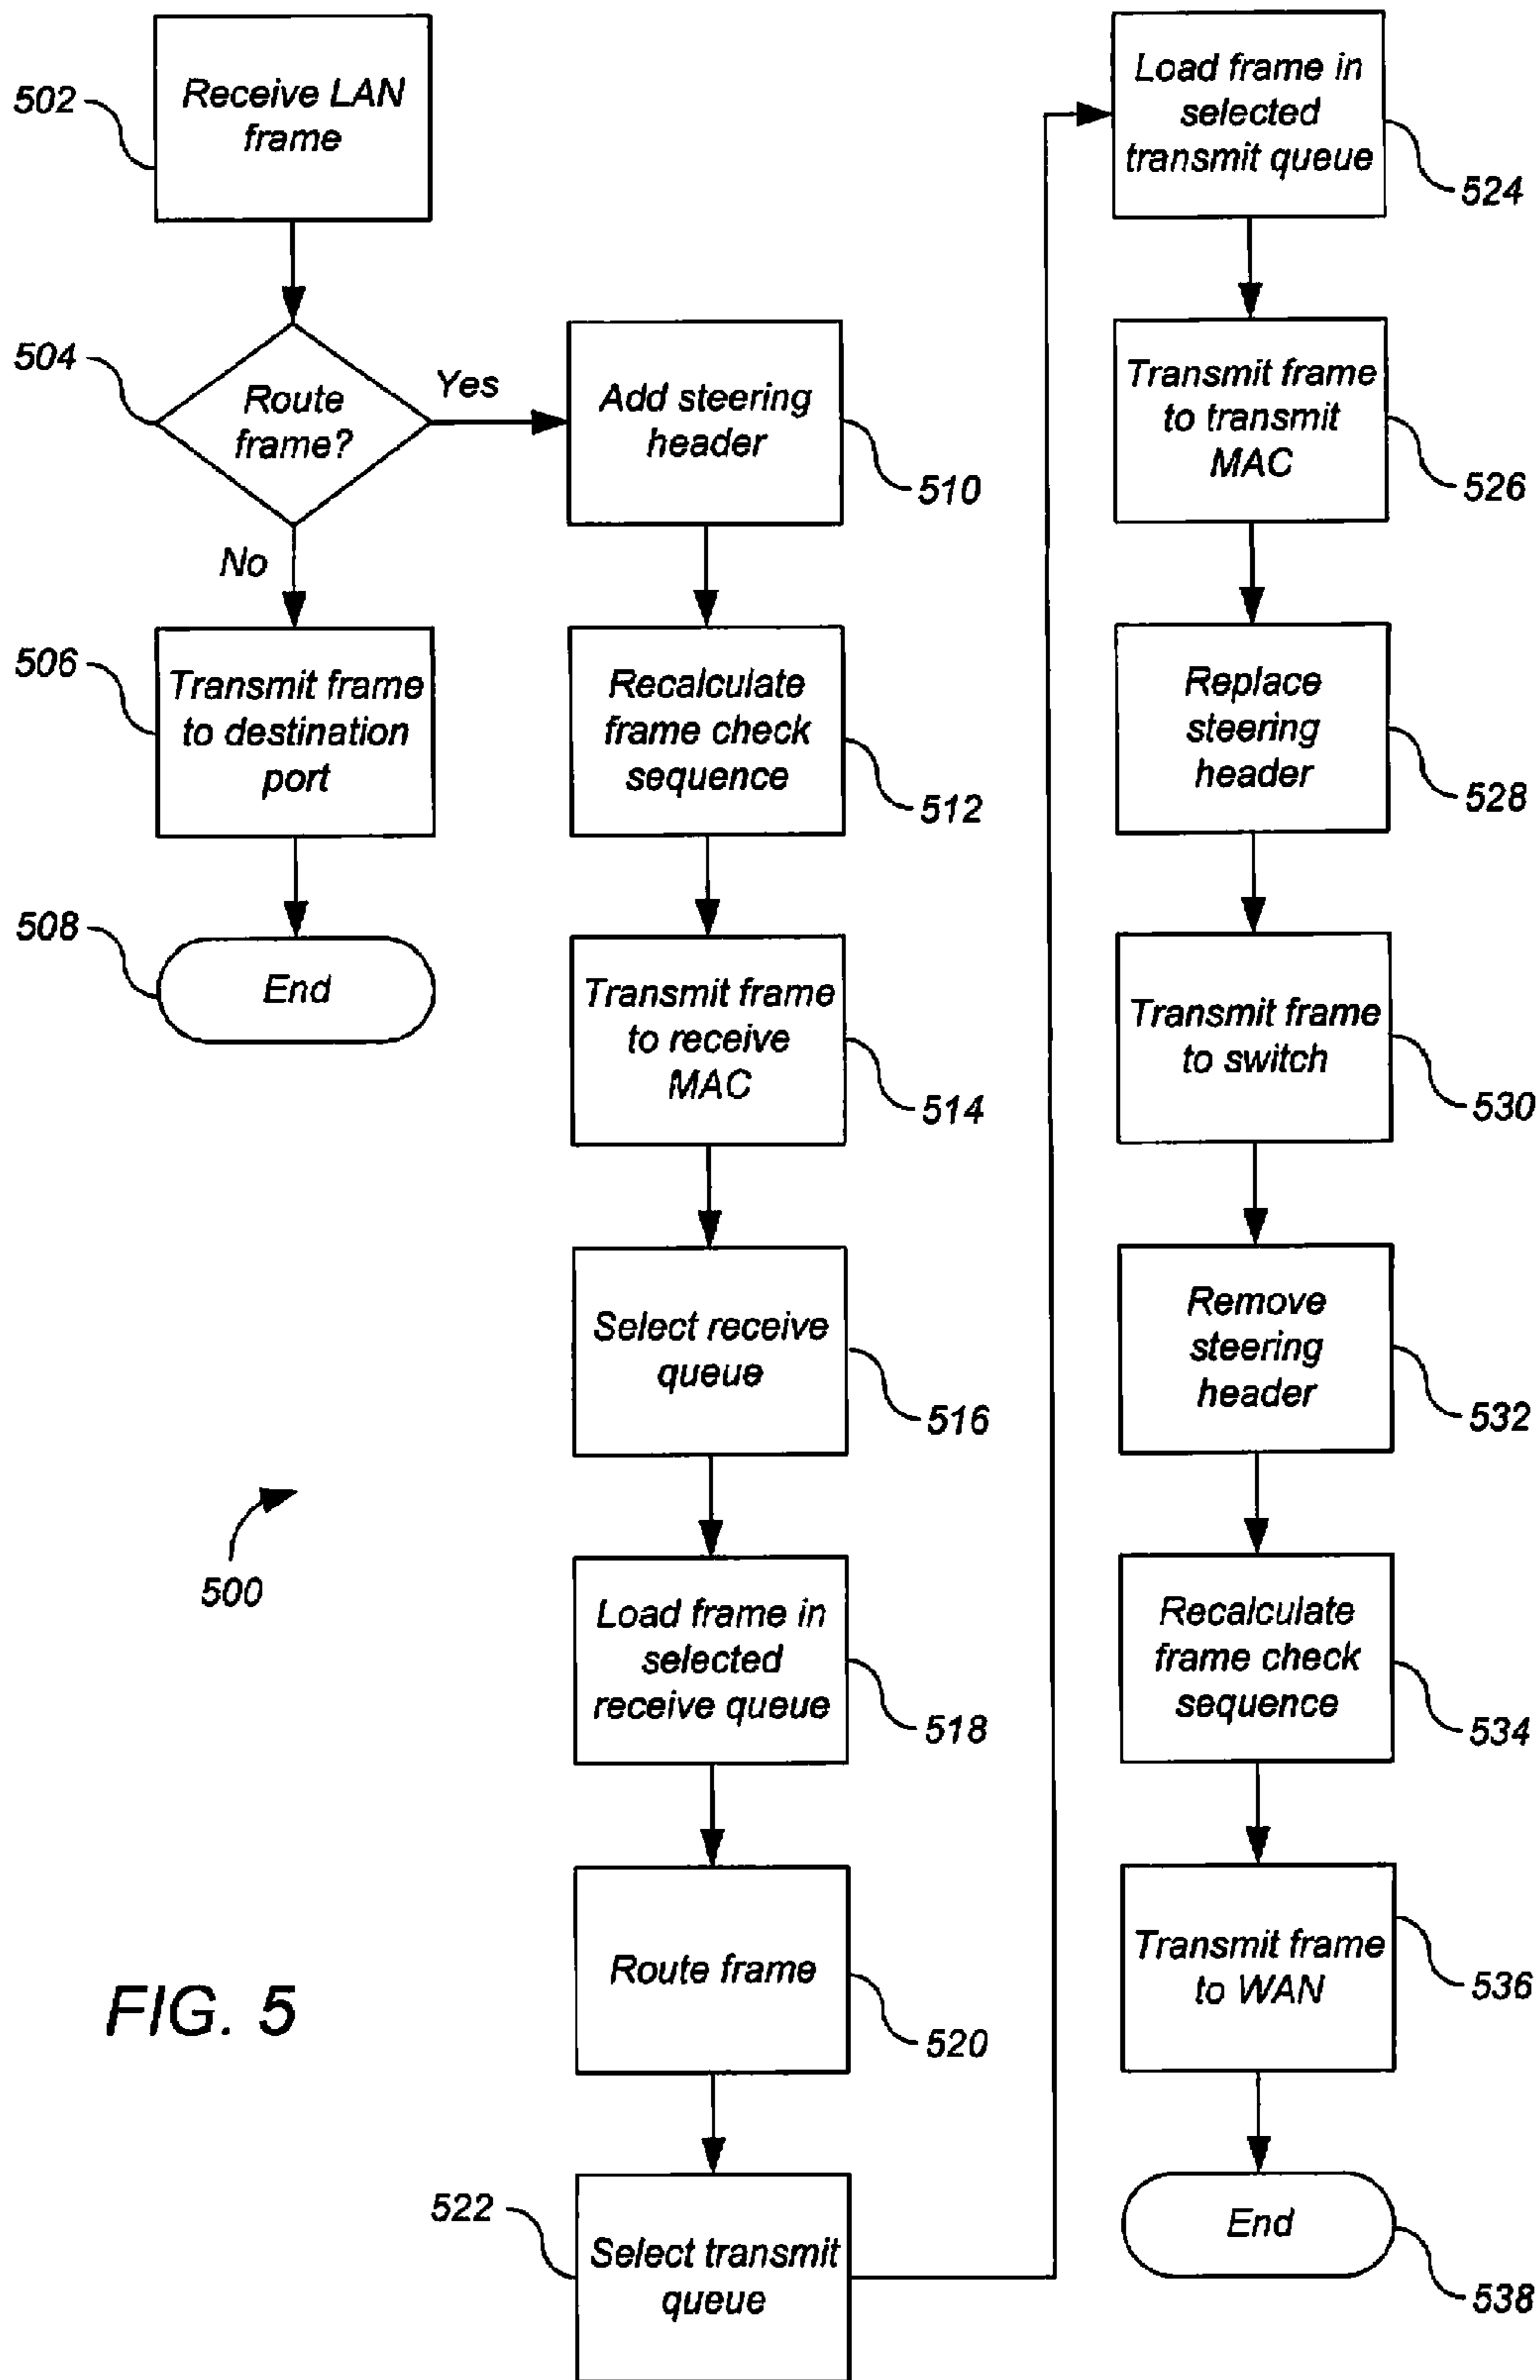 502
Receive LAN
frame
504
Route
frame?
Yes
No
506
Transmit frame
to destination
port
508
End
500
FIG. 5
Add steering
header
510
Recalculate
frame check
sequence
512
Transmit frame
to receive
MAC
514
Select receive
queue
516
Load frame in
selected
receive queue
518
Route frame
520
522
Select transmit
queue
Load frame in
selected
transmit queue
524
Transmit frame
to transmit
MAC
526
Replace
steering
header
528
Transmit frame
to switch
530
Remove
steering
header
532
Recalculate
frame check
sequence
534
Transmit frame
to WAN
536
End
538